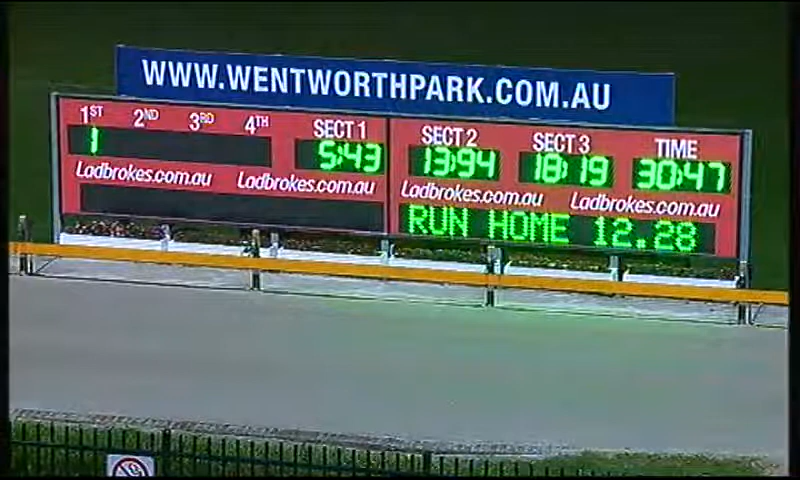 WWW.WENTWORTHPARK.COM.AU
1ST 2ND 3RD 4TH SECT 1 SECT 2 SECT 3 TIME
1 5:43 13:94 18:19 30:47
Ladbrokes.com.au Ladbrokes.com.au Ladbrokes.com.au Ladbrokes.com.au
RUN HOME 12.28